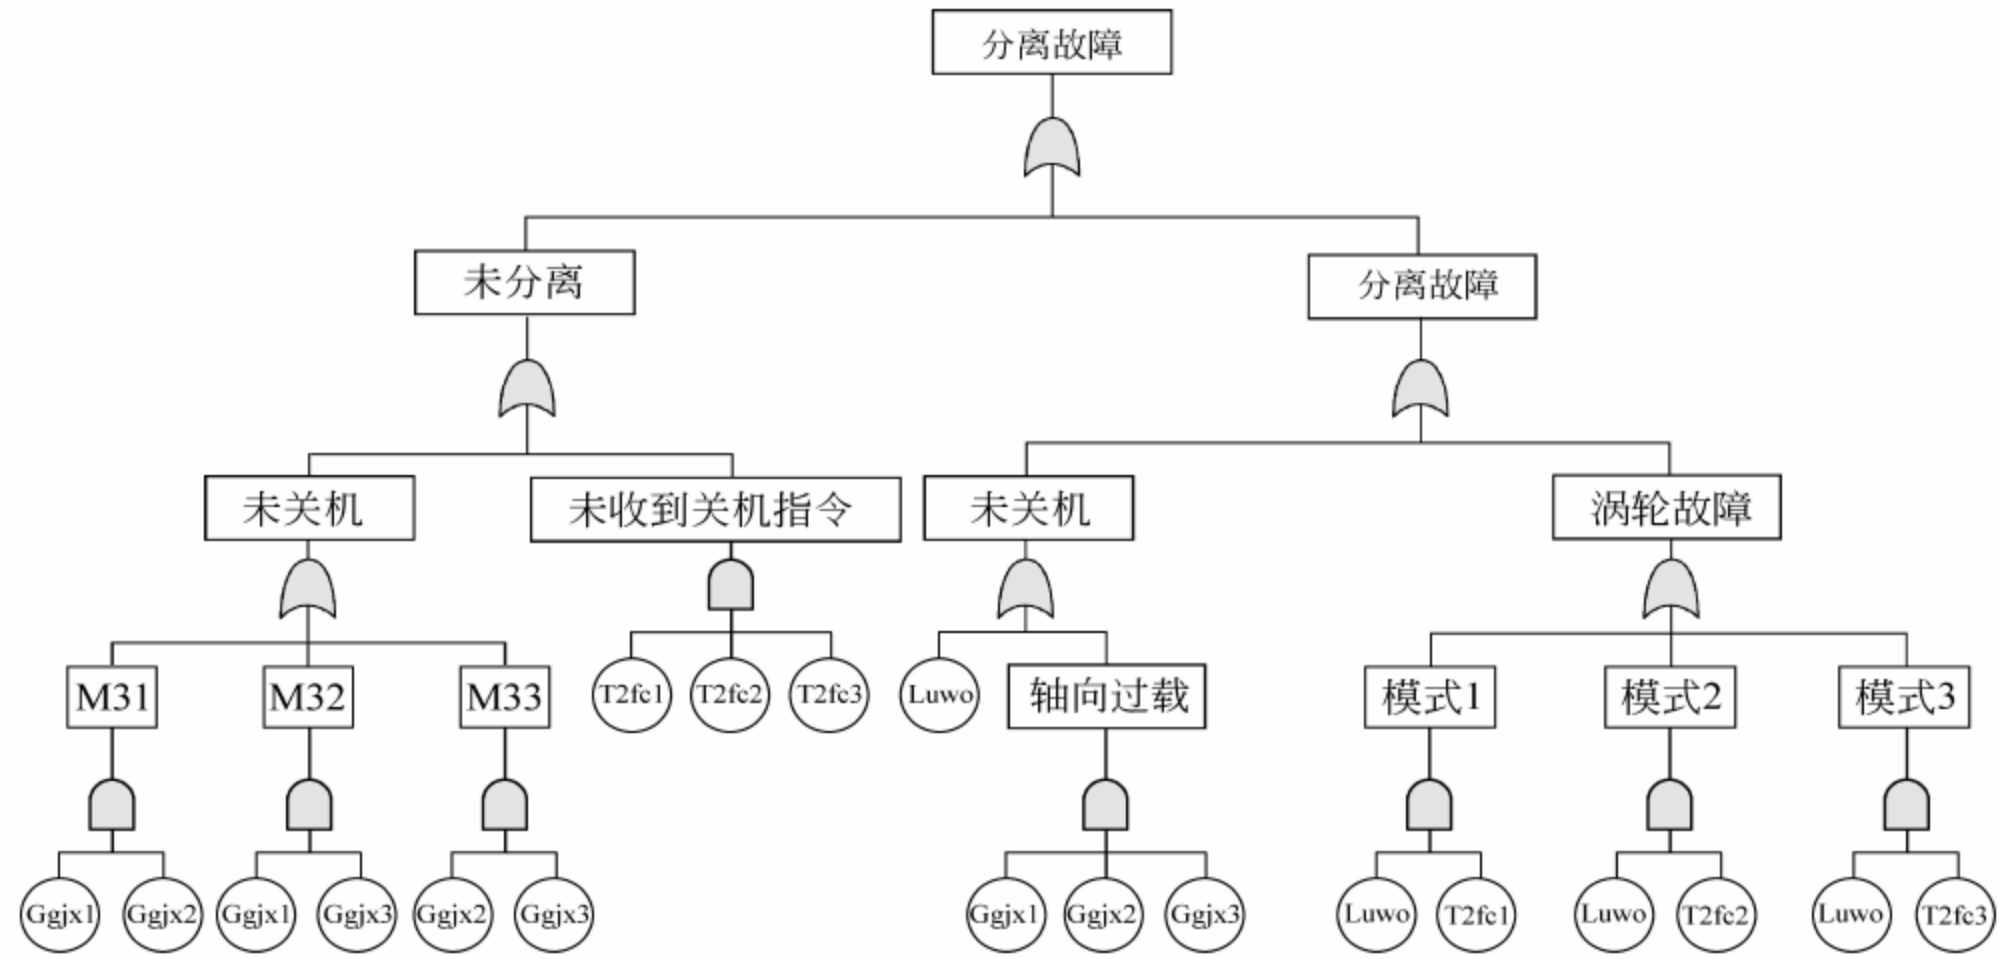 分离故障
未分离
分离故障
未关机
未收到关机指令
未关机
涡轮故障
M31
M32
M33
T2fc1
T2fc2
T2fc3
Luwo
轴向过载
模式1
模式2
模式3
Ggjx1
Ggjx2
Ggjx1
Ggjx3
Ggjx2
Ggjx3
Ggjx1
Ggjx2
Ggjx3
Luwo
T2fc1
Luwo
T2fc2
Luwo
T2fc3